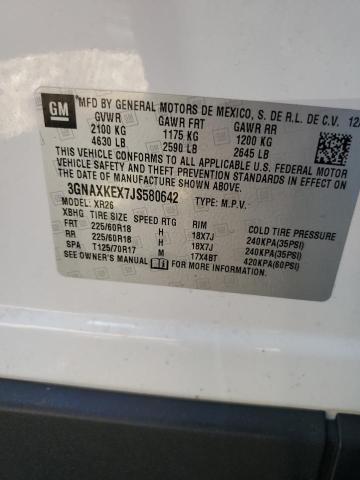 GM MFD BY GENERAL MOTORS DE MEXICO, S. DE R.L. DE C.V.
GVWR GAWR FRT GAWR RR
2100 KG 1175 KG 1200 KG
4630 LB 2590 LB 2645 LB
THIS VEHICLE CONFORMS TO ALL APPLICABLE U.S. FEDERAL MOTOR
VEHICLE SAFETY AND THEFT PREVENTION STANDARDS IN EFFECT ON
THE DATE OF MANUFACTURE SHOWN ABOVE.
3GNAXKEX7JS580642 TYPE: M.P.V.
MODEL: XR26
XBHG TIRE SIZE SPEED RTG RIM COLD TIRE PRESSURE
FRT 225/60R18 H 18X7J 240KPA(35PSI)
RR 225/60R18 H 18X7J 240KPA(35PSI)
SPA T125/70R17 M 17X4BT 420KPA(60PSI)
SEE OWNER'S MANUAL FOR MORE INFORMATION.